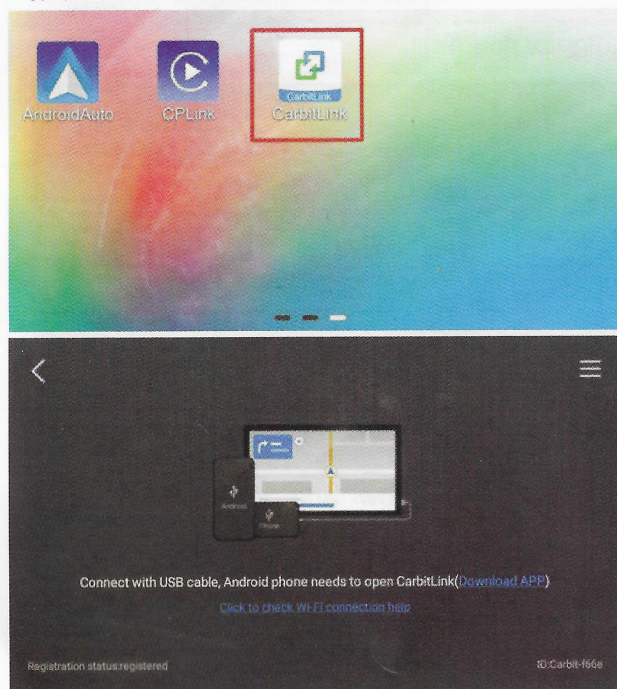 AndroidAuto
CPLink
CarbitLink
CarbitLink
Android
iPhone
Connect with USB cable, Android phone needs to open CarbitLink(Download APP)
Click to check Wi-Fi connection help
Registration status:registered
ID:Carbit-f66e